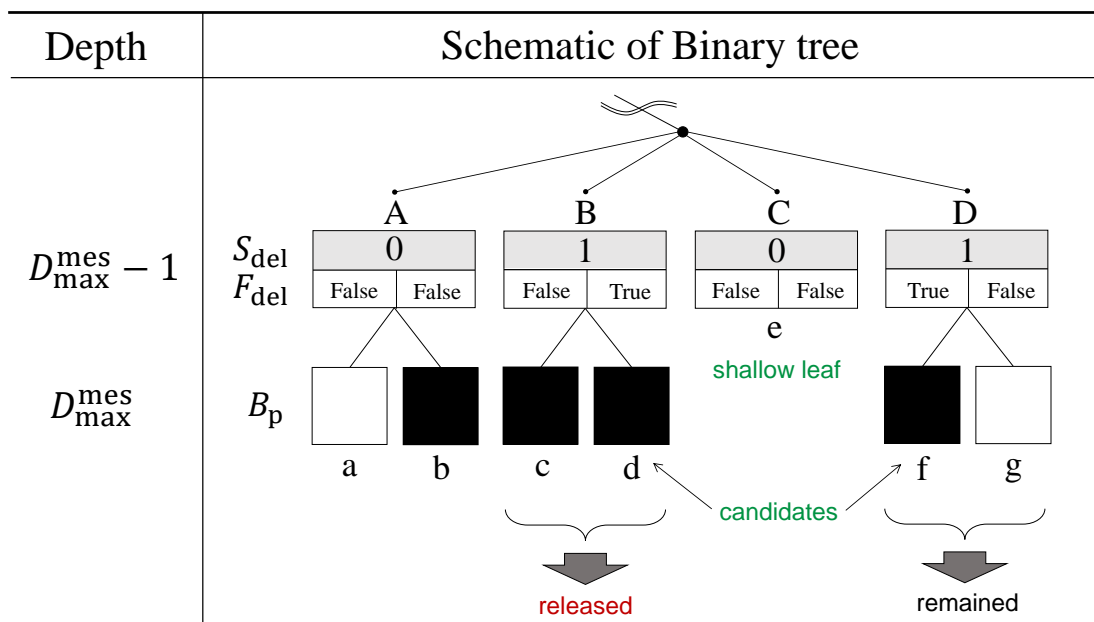 Depth Schematic of Binary tree
A B C D
D_max^mes − 1 S_del 0 1 0 1
F_del False False False True False False True False
e
shallow leaf
D_max^mes B_p
a b c d f g
candidates
released remained